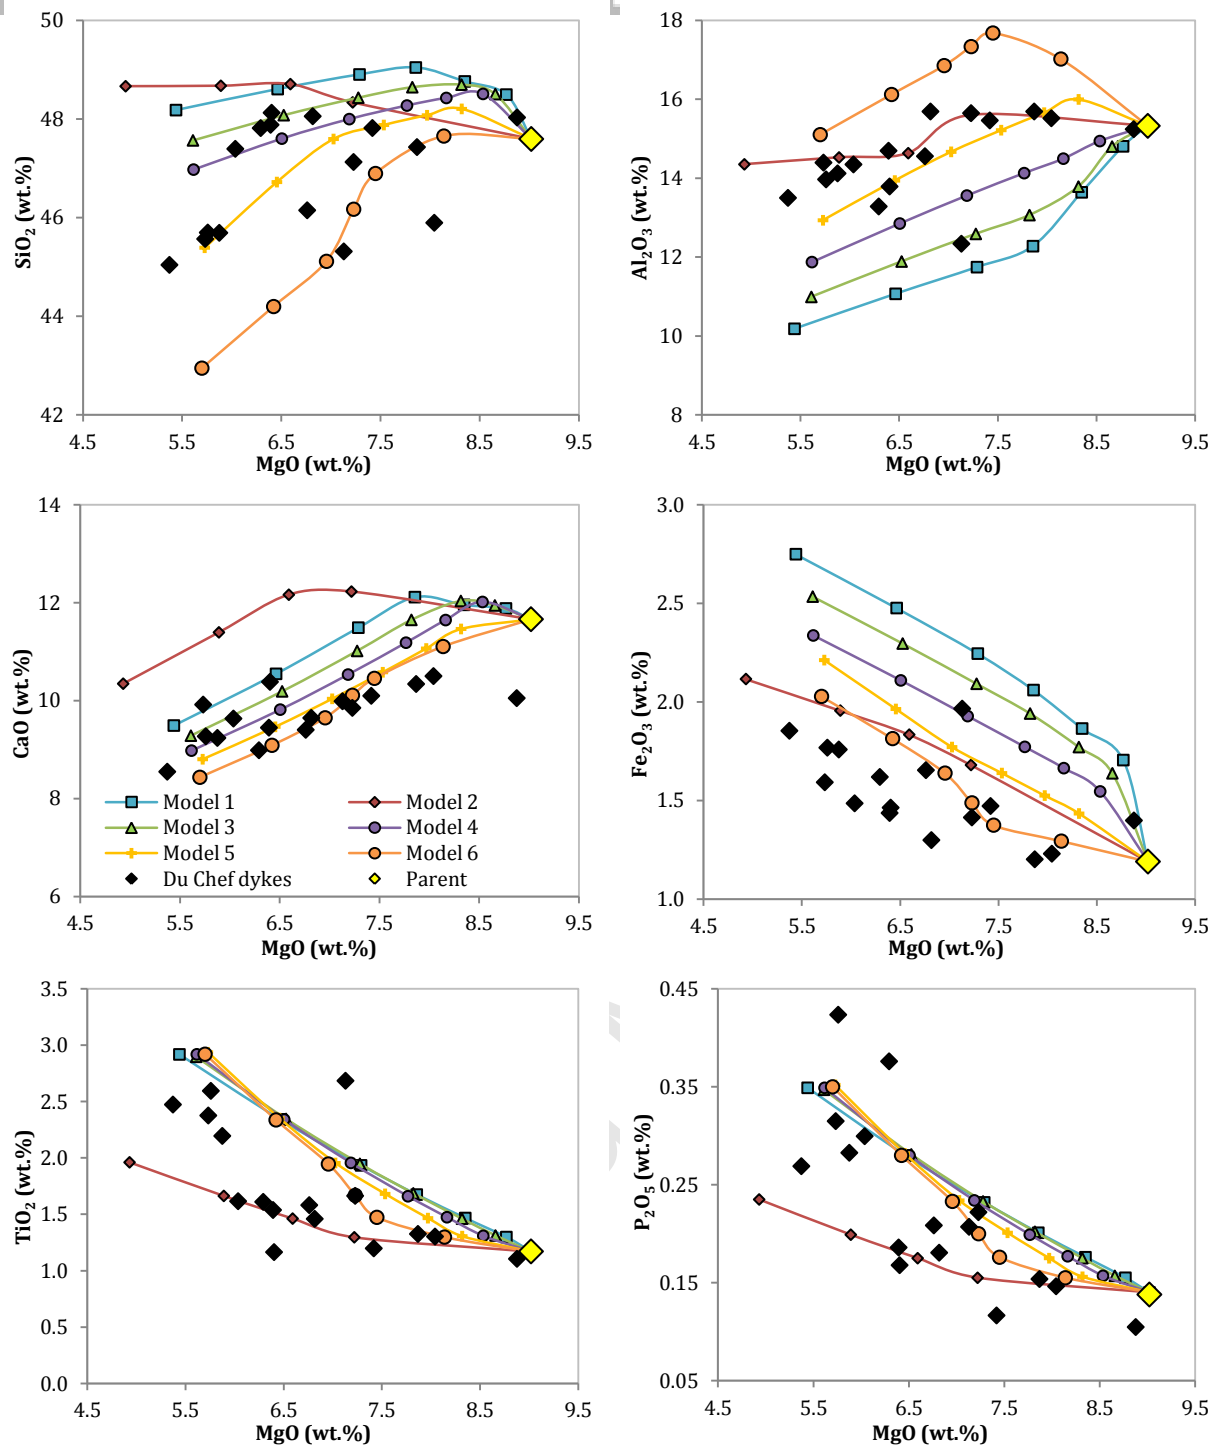 50
48
46
44
42
SiO₂ (wt.%)
4.5 5.5 6.5 7.5 8.5 9.5
MgO (wt.%)
18
16
14
12
10
8
Al₂O₃ (wt.%)
4.5 5.5 6.5 7.5 8.5 9.5
MgO (wt.%)
14
12
10
8
6
CaO (wt.%)
Model 1 Model 2
Model 3 Model 4
Model 5 Model 6
Du Chef dykes Parent
4.5 5.5 6.5 7.5 8.5 9.5
MgO (wt.%)
3.0
2.5
2.0
1.5
1.0
Fe₂O₃ (wt.%)
4.5 5.5 6.5 7.5 8.5 9.5
MgO (wt.%)
3.5
3.0
2.5
2.0
1.5
1.0
0.5
0.0
TiO₂ (wt.%)
4.5 5.5 6.5 7.5 8.5 9.5
MgO (wt.%)
0.45
0.35
0.25
0.15
0.05
P₂O₅ (wt.%)
4.5 5.5 6.5 7.5 8.5 9.5
MgO (wt.%)